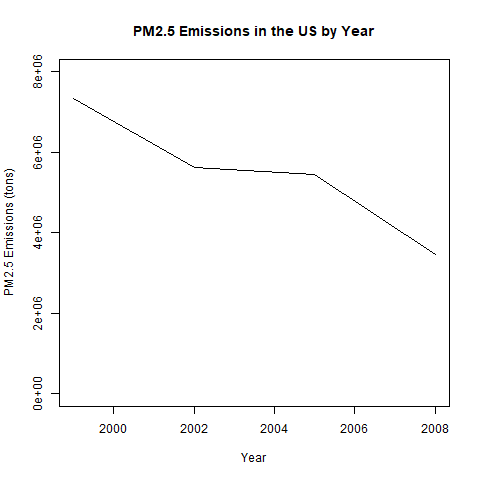 PM2.5 Emissions in the US by Year
PM2.5 Emissions (tons)
8e+06
6e+06
4e+06
2e+06
0e+00
2000 2002 2004 2006 2008
Year